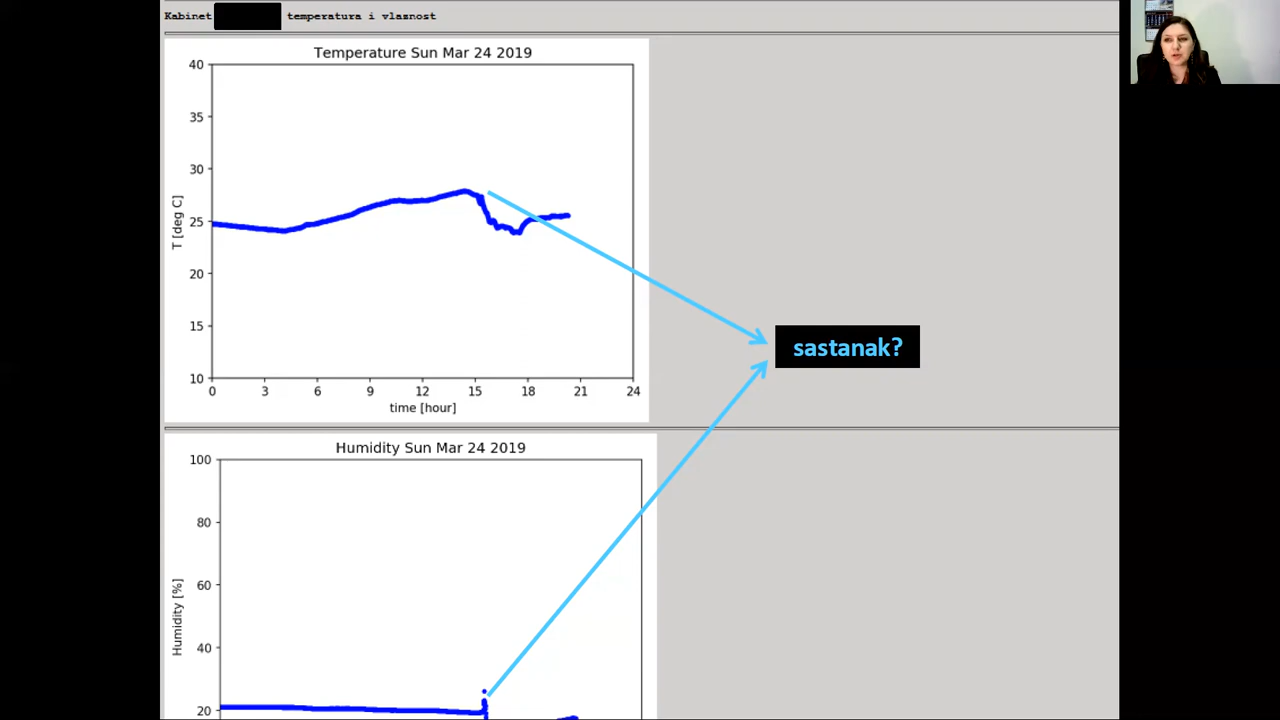 Kabinet temperatura i vlaznost
Temperature Sun Mar 24 2019
40
35
30
25
20
15
10
T [deg C]
0 3 6 9 12 15 18 21 24
time [hour]
sastanak?
Humidity Sun Mar 24 2019
100
80
60
40
20
Humidity [%]